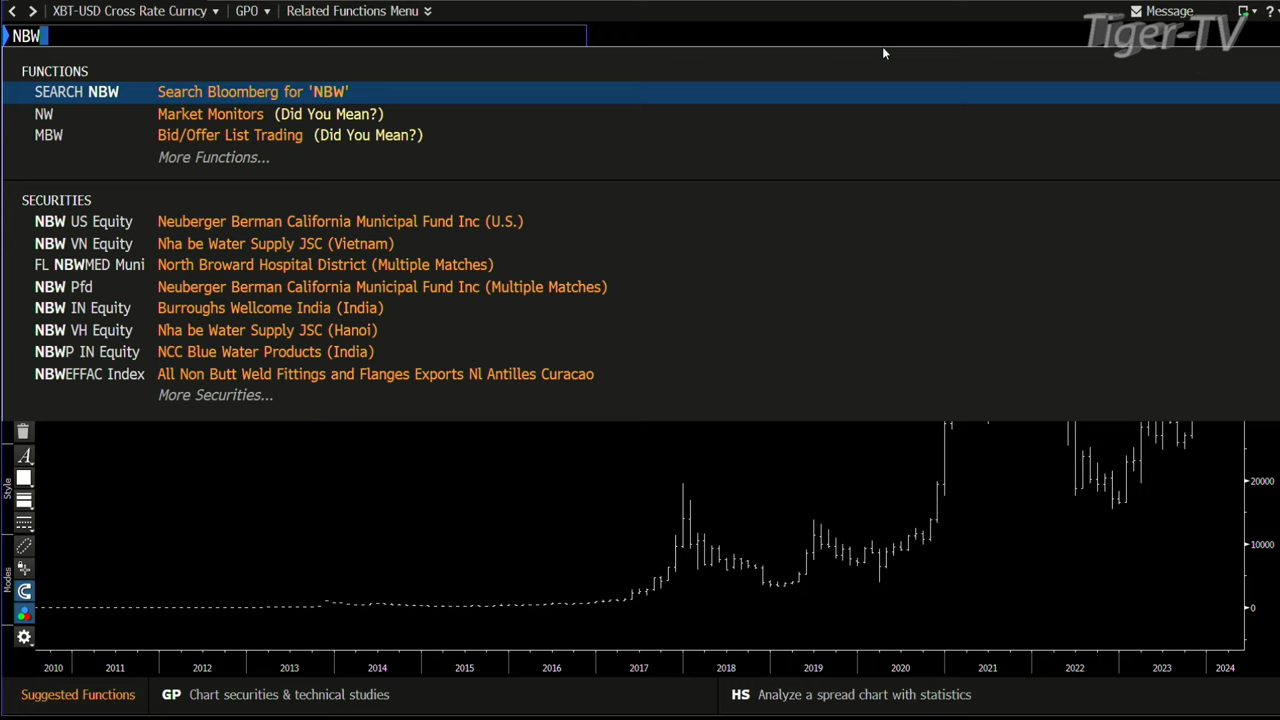 XBT-USD Cross Rate Curncy GPO Related Functions Menu Message ?
NBW
Tiger-TV
FUNCTIONS
SEARCH NBW Search Bloomberg for 'NBW'
NW Market Monitors (Did You Mean?)
MBW Bid/Offer List Trading (Did You Mean?)
More Functions...
SECURITIES
NBW US Equity Neuberger Berman California Municipal Fund Inc (U.S.)
NBW VN Equity Nha be Water Supply JSC (Vietnam)
FL NBWMED Muni North Broward Hospital District (Multiple Matches)
NBW Pfd Neuberger Berman California Municipal Fund Inc (Multiple Matches)
NBW IN Equity Burroughs Wellcome India (India)
NBW VH Equity Nha be Water Supply JSC (Hanoi)
NBWP IN Equity NCC Blue Water Products (India)
NBWEFFAC Index All Non Butt Weld Fittings and Flanges Exports Nl Antilles Curacao
More Securities...
A
Style
20000
10000
Modes
0
2010 2011 2012 2013 2014 2015 2016 2017 2018 2019 2020 2021 2022 2023 2024
Suggested Functions GP Chart securities & technical studies HS Analyze a spread chart with statistics